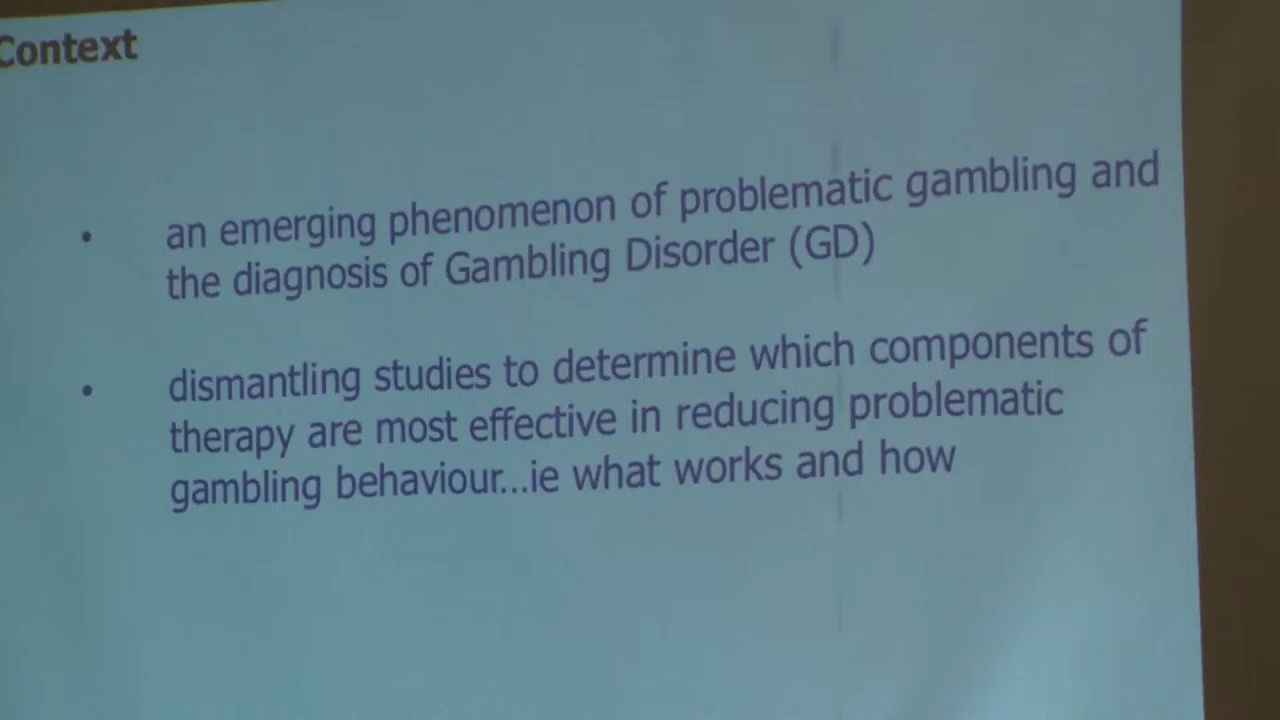 Context
• an emerging phenomenon of problematic gambling and
the diagnosis of Gambling Disorder (GD)
• dismantling studies to determine which components of
therapy are most effective in reducing problematic
gambling behaviour...ie what works and how